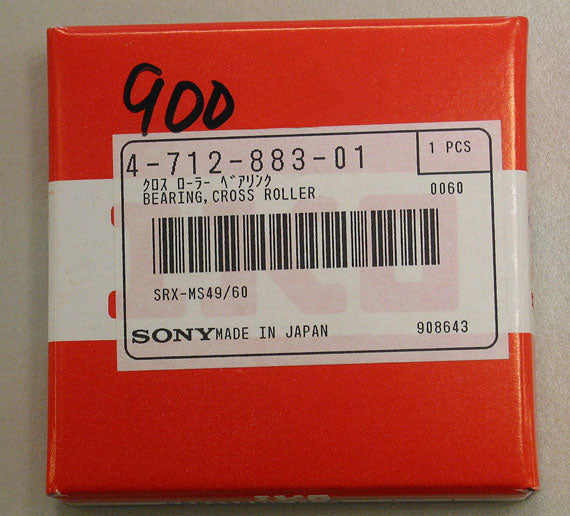 900
4-712-883-01
1 PCS
クロス ローラー ベアリング
BEARING,CROSS ROLLER
0060
SRX-MS49/60
SONY MADE IN JAPAN
908643